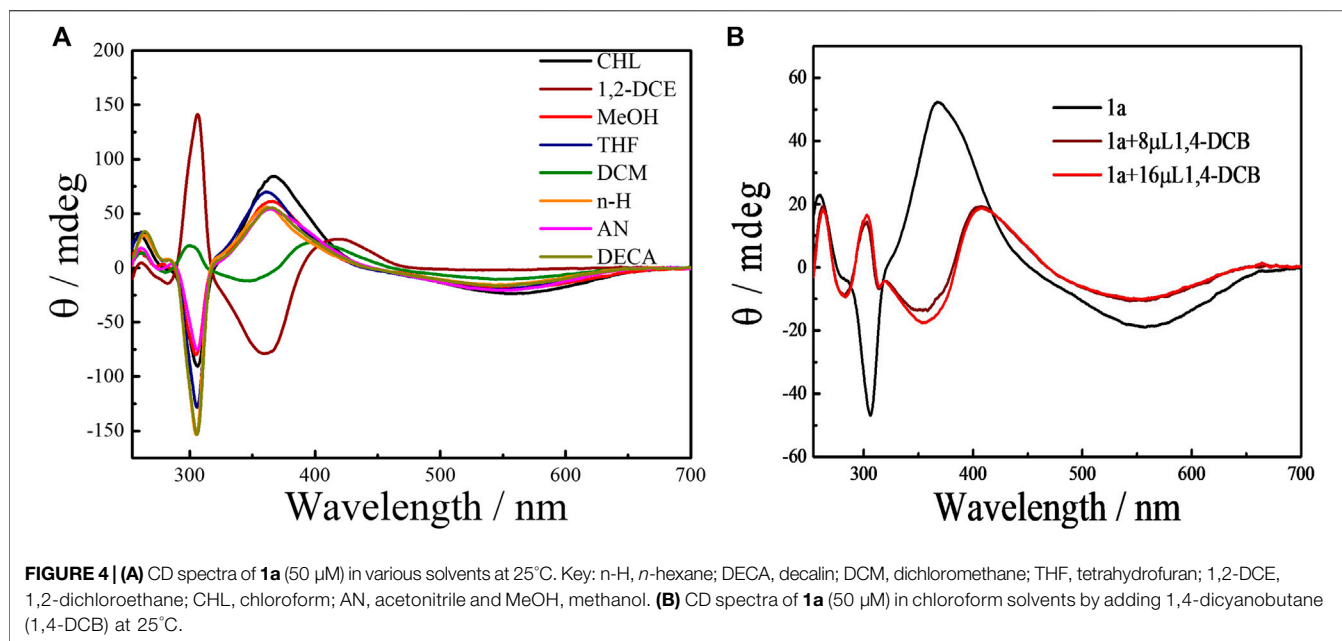 A
200
150
100
50
0
-50
-100
-150
θ / mdeg
300
400
500
600
700
Wavelength / nm
CHL
1,2-DCE
MeOH
THF
DCM
n-H
AN
DECA
B
60
40
20
0
-20
-40
-60
θ / mdeg
300
400
500
600
700
Wavelength / nm
1a
1a+8μL1,4-DCB
1a+16μL1,4-DCB
FIGURE 4 | (A) CD spectra of 1a (50 μM) in various solvents at 25°C. Key: n-H, n-hexane; DECA, decalin; DCM, dichloromethane; THF, tetrahydrofuran; 1,2-DCE,
1,2-dichloroethane; CHL, chloroform; AN, acetonitrile and MeOH, methanol. (B) CD spectra of 1a (50 μM) in chloroform solvents by adding 1,4-dicyanobutane
(1,4-DCB) at 25°C.